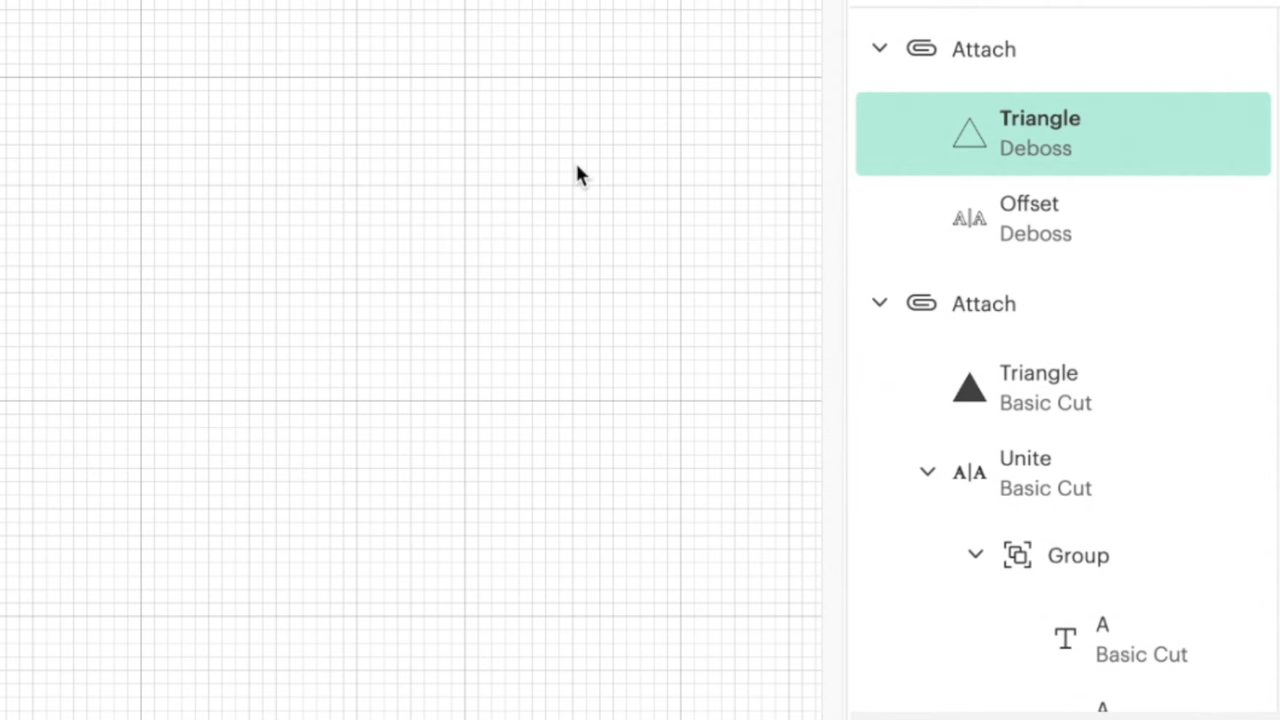 Attach
Triangle
Deboss
A|A
Offset
Deboss
Attach
Triangle
Basic Cut
A|A
Unite
Basic Cut
Group
T
A
Basic Cut